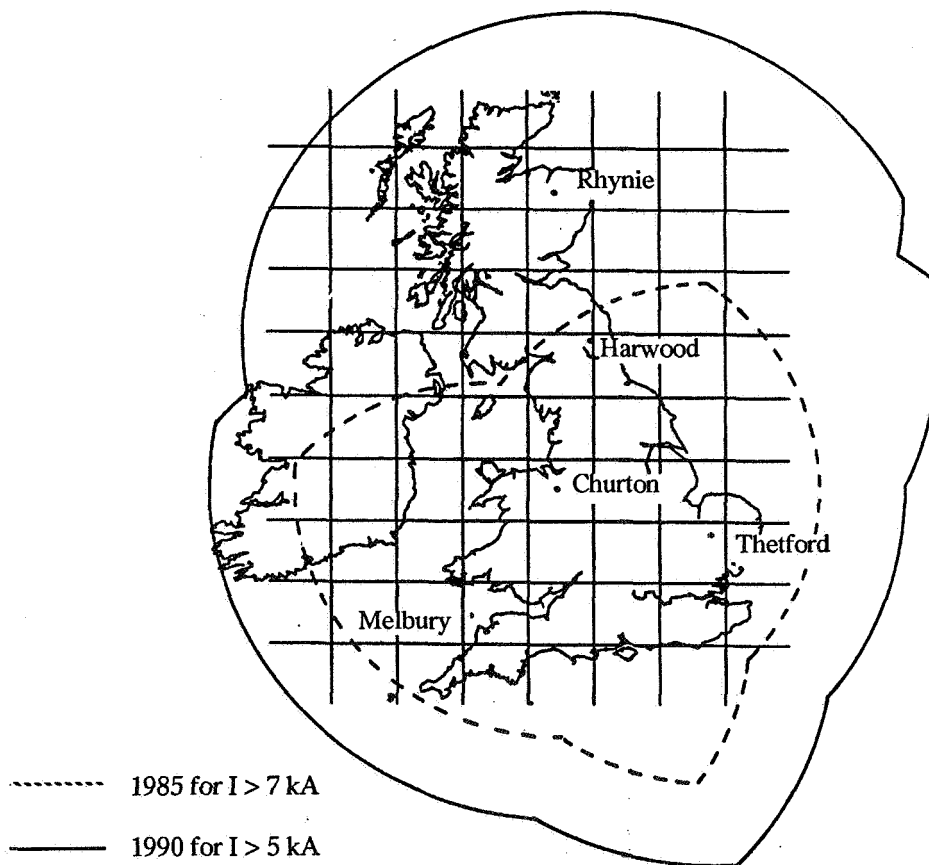 Rhynie
Harwood
Churton
Thetford
Melbury
1985 for I > 7 kA
1990 for I > 5 kA